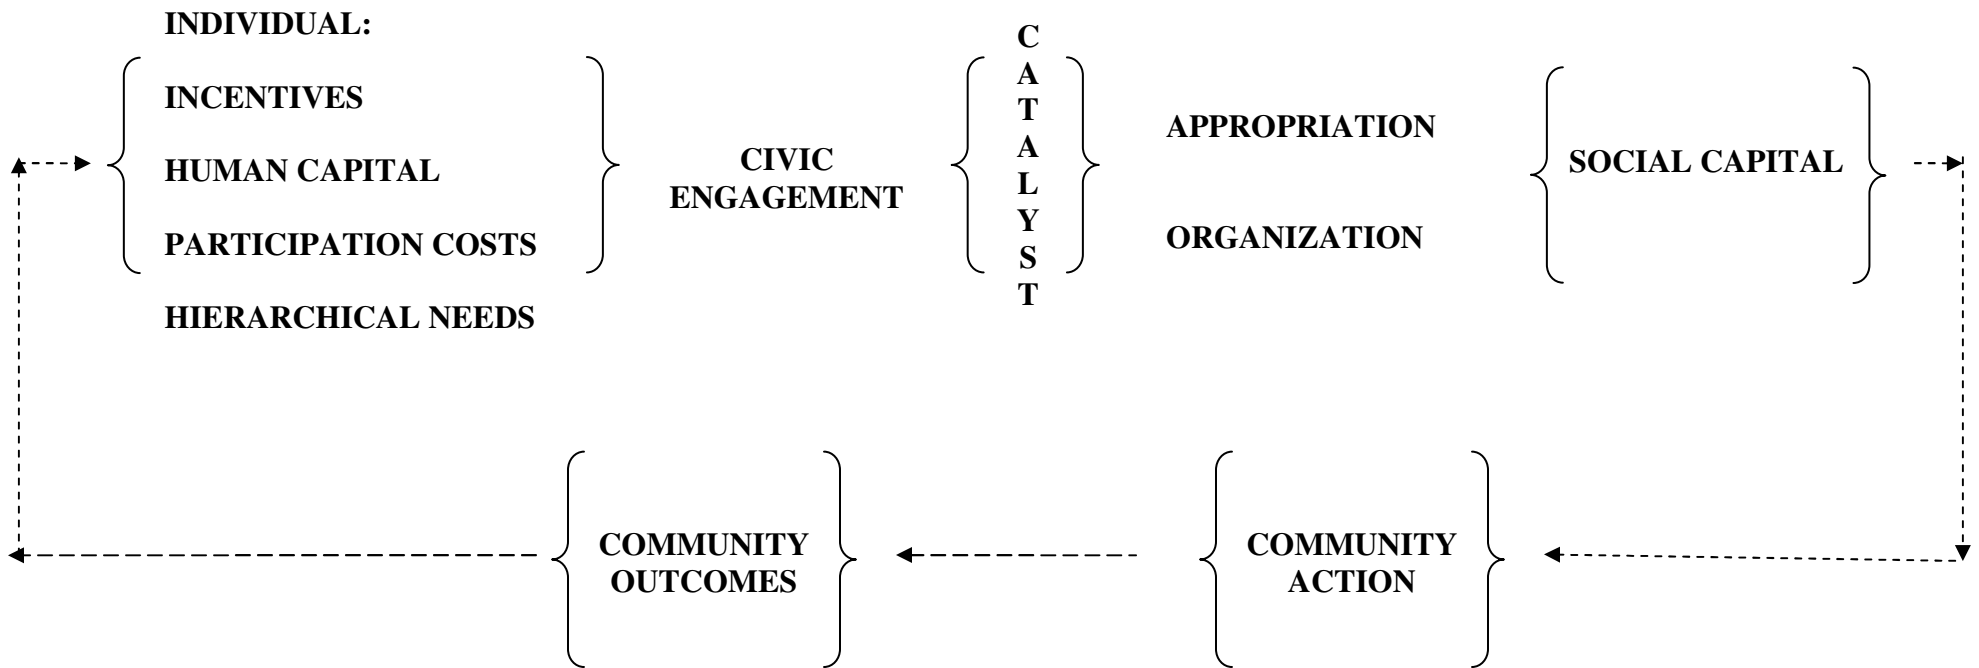 INDIVIDUAL:
INCENTIVES
HUMAN CAPITAL
PARTICIPATION COSTS
HIERARCHICAL NEEDS
CIVIC
ENGAGEMENT
C
A
T
A
L
Y
S
T
APPROPRIATION
ORGANIZATION
SOCIAL CAPITAL
COMMUNITY
OUTCOMES
COMMUNITY
ACTION